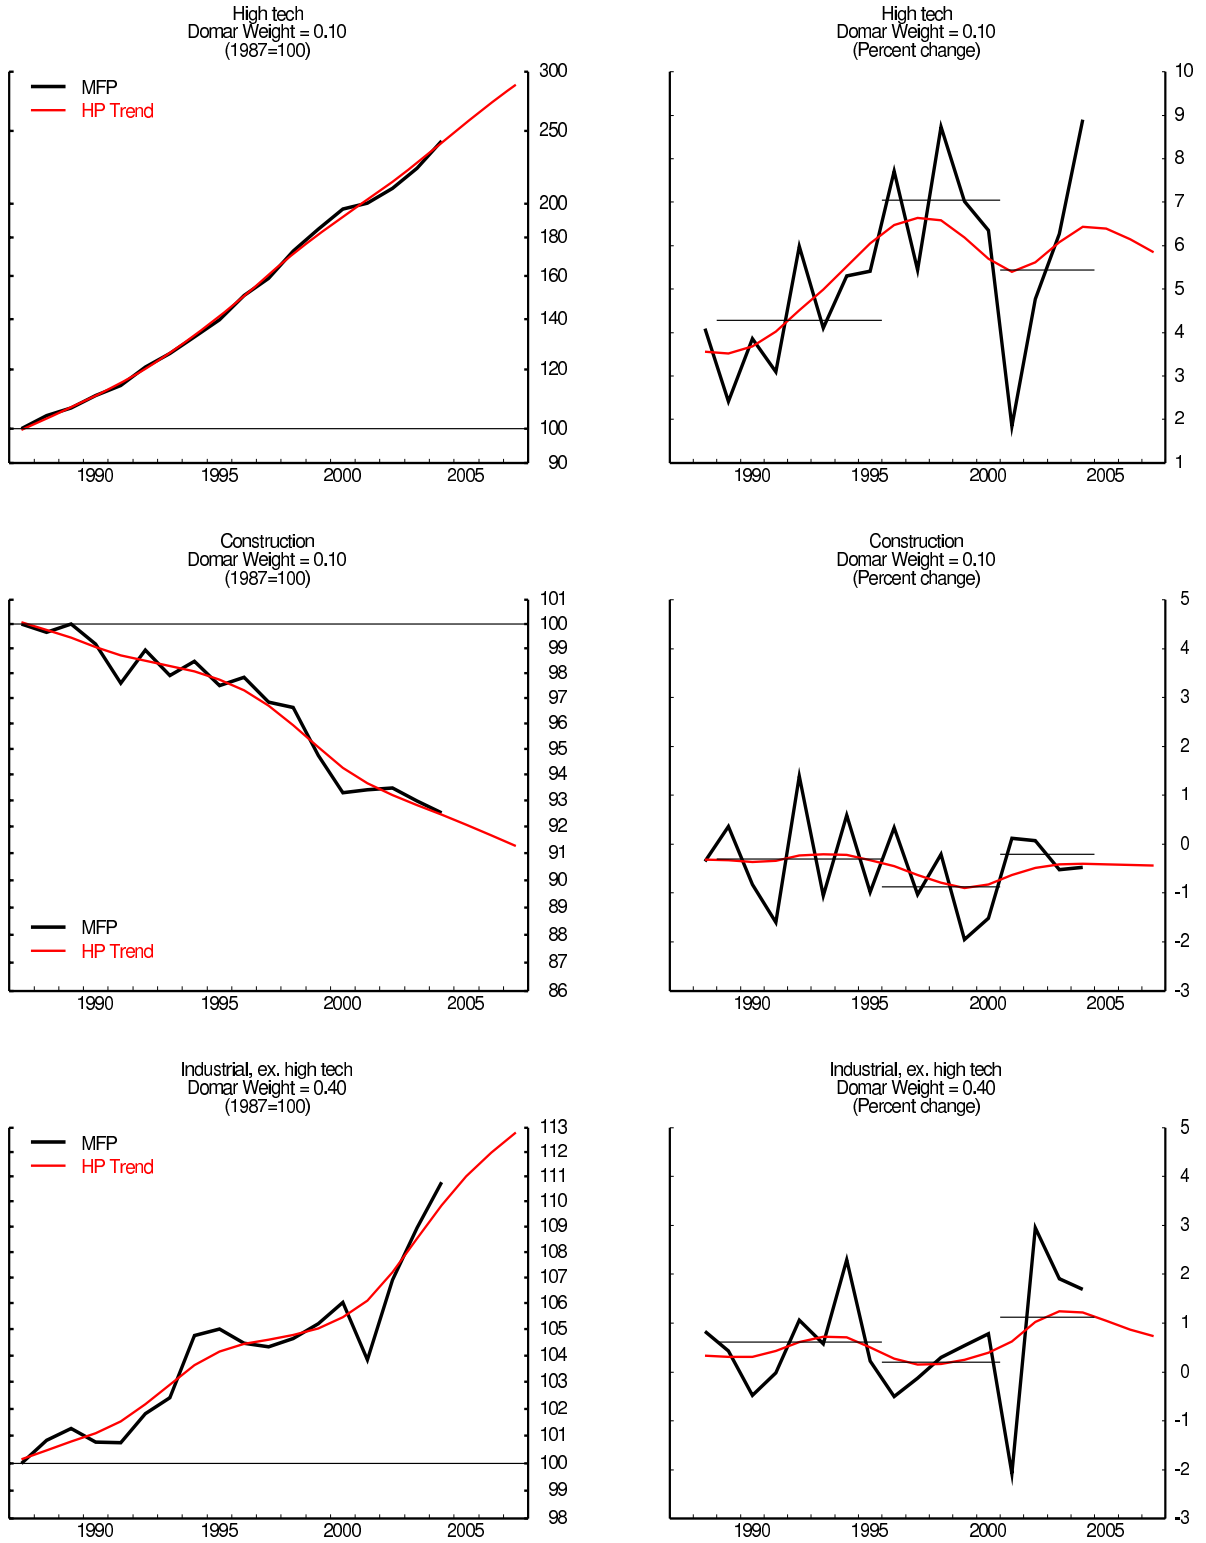 High tech
Domar Weight = 0.10
(1987=100)
300
250
200
180
160
140
120
100
90
MFP
HP Trend
1990 1995 2000 2005
High tech
Domar Weight = 0.10
(Percent change)
10
9
8
7
6
5
4
3
2
1
1990 1995 2000 2005
Construction
Domar Weight = 0.10
(1987=100)
101
100
99
98
97
96
95
94
93
92
91
90
89
88
87
86
MFP
HP Trend
1990 1995 2000 2005
Construction
Domar Weight = 0.10
(Percent change)
5
4
3
2
1
0
-1
-2
-3
1990 1995 2000 2005
Industrial, ex. high tech
Domar Weight = 0.40
(1987=100)
113
112
111
110
109
108
107
106
105
104
103
102
101
100
99
98
MFP
HP Trend
1990 1995 2000 2005
Industrial, ex. high tech
Domar Weight = 0.40
(Percent change)
5
4
3
2
1
0
-1
-2
-3
1990 1995 2000 2005